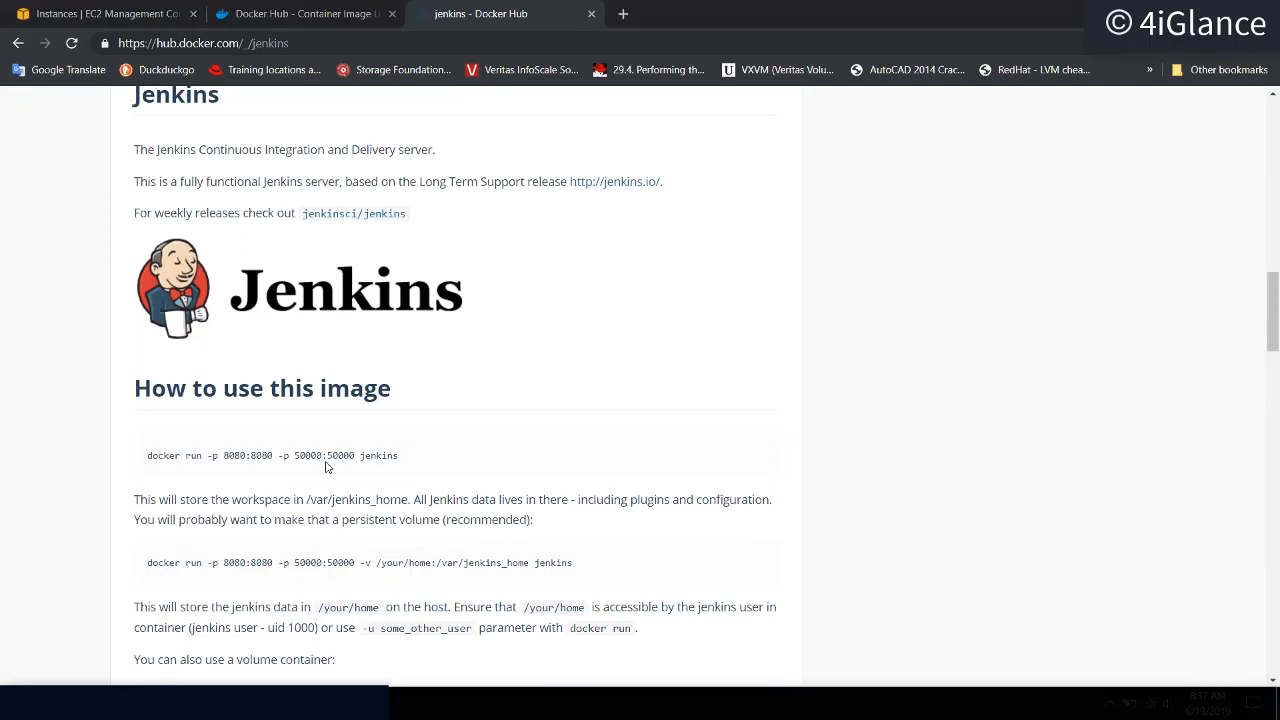 Instances | EC2 Management Co
Docker Hub - Container Image Li
jenkins - Docker Hub
© 4iGlance
https://hub.docker.com/_/jenkins
Google Translate
Duckduckgo
Training locations a...
Storage Foundation...
Veritas InfoScale So...
29.4. Performing th...
VXVM (Veritas Volu...
AutoCAD 2014 Crac...
RedHat - LVM chea...
»
Other bookmarks
Jenkins
The Jenkins Continuous Integration and Delivery server.
This is a fully functional Jenkins server, based on the Long Term Support release http://jenkins.io/.
For weekly releases check out jenkinsci/jenkins
Jenkins
How to use this image
docker run -p 8080:8080 -p 50000:50000 jenkins
This will store the workspace in /var/jenkins_home. All Jenkins data lives in there - including plugins and configuration.
You will probably want to make that a persistent volume (recommended):
docker run -p 8080:8080 -p 50000:50000 -v /your/home:/var/jenkins_home jenkins
This will store the jenkins data in /your/home on the host. Ensure that /your/home is accessible by the jenkins user in
container (jenkins user - uid 1000) or use -u some_other_user parameter with docker run.
You can also use a volume container:
8:37 AM
6/19/2019